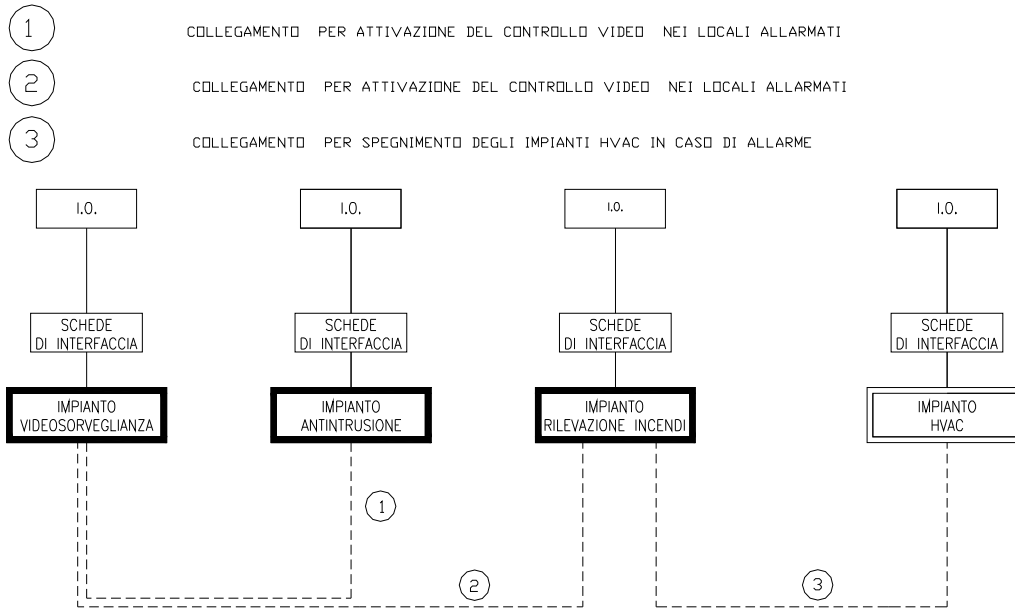 1 COLLEGAMENTO PER ATTIVAZIONE DEL CONTROLLO VIDEO NEI LOCALI ALLARMATI
2 COLLEGAMENTO PER ATTIVAZIONE DEL CONTROLLO VIDEO NEI LOCALI ALLARMATI
3 COLLEGAMENTO PER SPEGNIMENTO DEGLI IMPIANTI HVAC IN CASO DI ALLARME
I.O.
I.O.
I.O.
I.O.
SCHEDE
DI INTERFACCIA
SCHEDE
DI INTERFACCIA
SCHEDE
DI INTERFACCIA
SCHEDE
DI INTERFACCIA
IMPIANTO
VIDEOSORVEGLIANZA
IMPIANTO
ANTINTRUSIONE
IMPIANTO
RILEVAZIONE INCENDI
IMPIANTO
HVAC
1
2
3